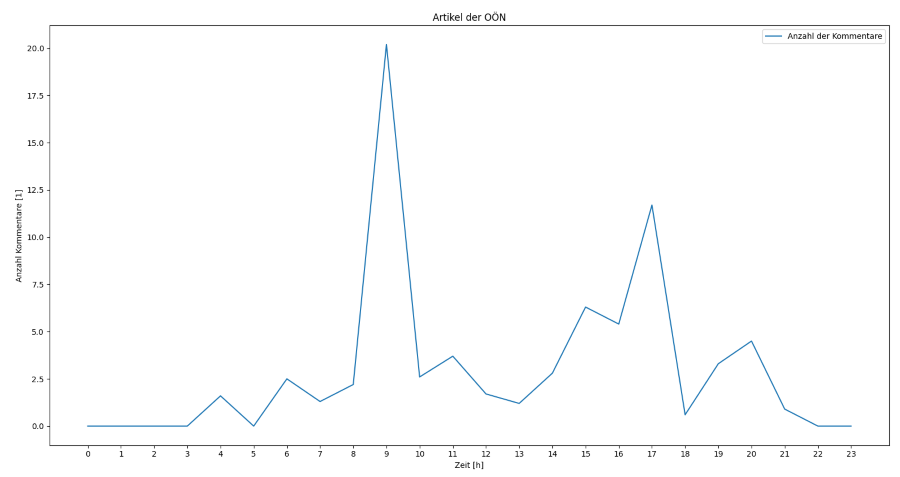 Artikel der OÖN
Anzahl der Kommentare
20.0
17.5
15.0
12.5
10.0
7.5
5.0
2.5
0.0
Anzahl Kommentare [1]
0 1 2 3 4 5 6 7 8 9 10 11 12 13 14 15 16 17 18 19 20 21 22 23
Zeit [h]